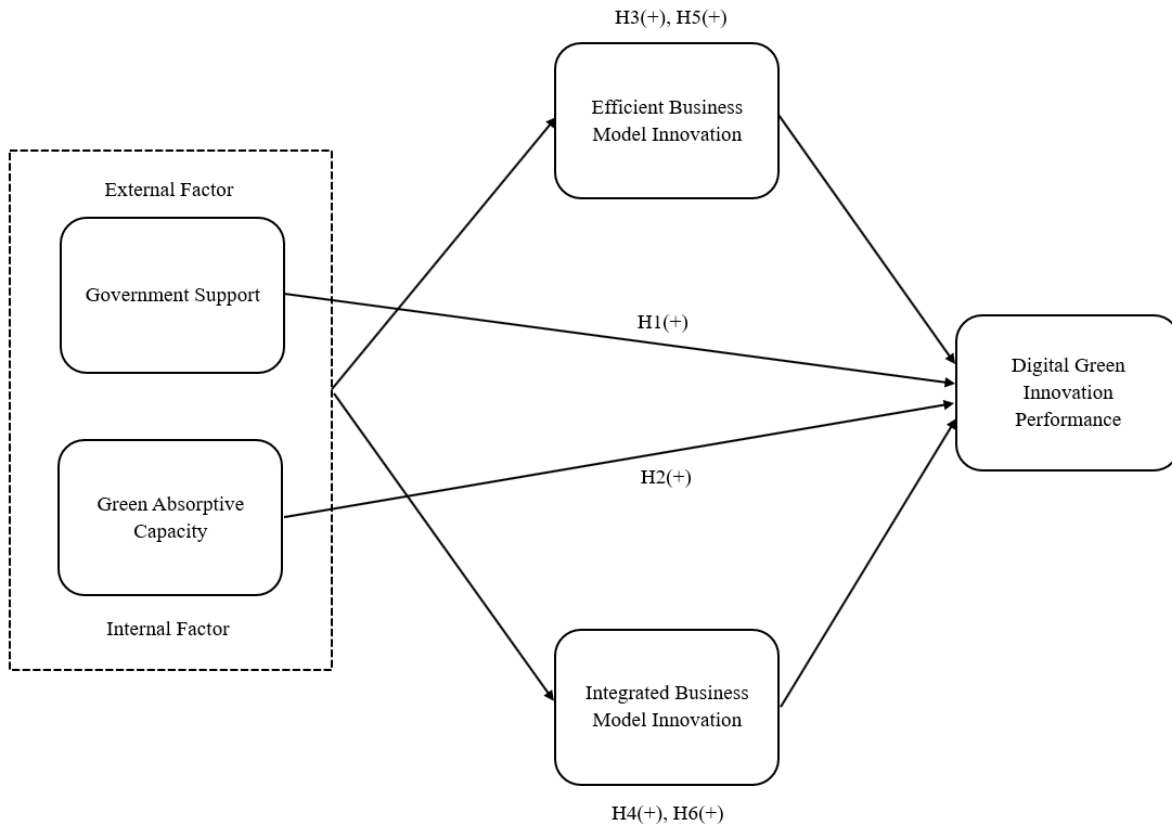 H3(+), H5(+)
Efficient Business
Model Innovation
External Factor
Government Support
H1(+)
Digital Green
Innovation
Performance
Green Absorptive
Capacity
H2(+)
Internal Factor
Integrated Business
Model Innovation
H4(+), H6(+)